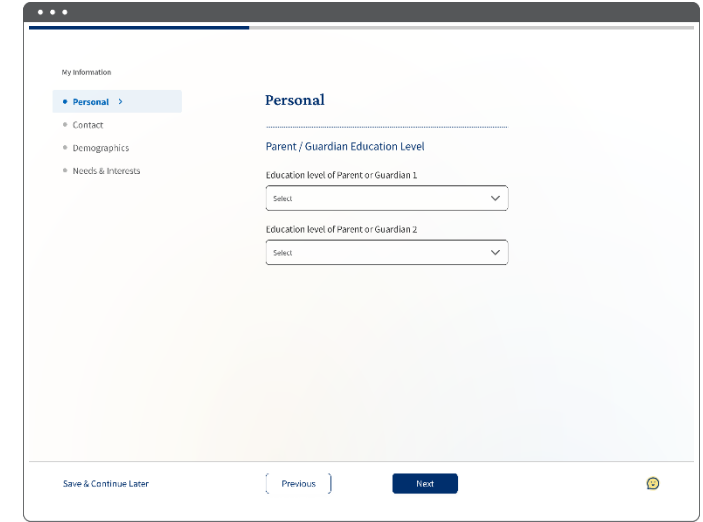 My Information
Personal
Contact
Demographics
Needs & Interests
Personal
Parent / Guardian Education Level
Education level of Parent or Guardian 1
Select
Education level of Parent or Guardian 2
Select
Save & Continue Later
Previous
Next